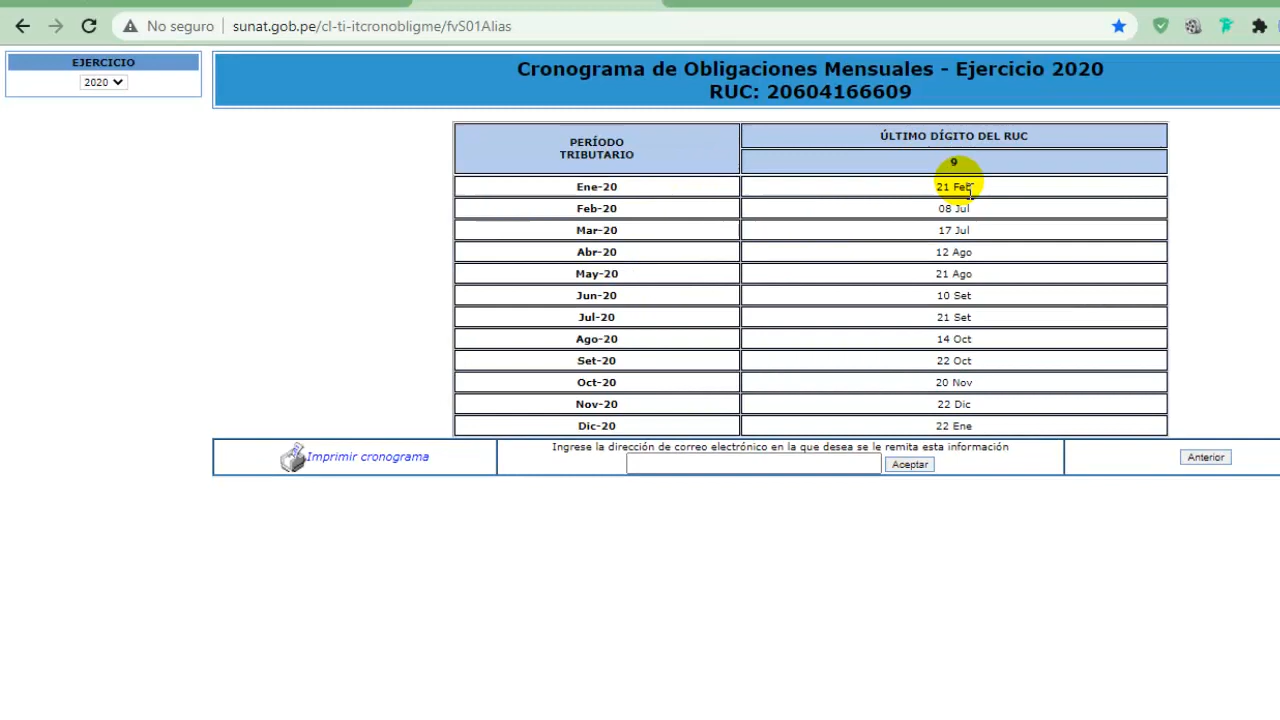 No seguro sunat.gob.pe/cl-ti-itcronobligme/fvS01Alias
EJERCICIO
2020
Cronograma de Obligaciones Mensuales - Ejercicio 2020
RUC: 20604166609
PERÍODO
TRIBUTARIO
ÚLTIMO DÍGITO DEL RUC
9
Ene-20 21 Feb
Feb-20 08 Jul
Mar-20 17 Jul
Abr-20 12 Ago
May-20 21 Ago
Jun-20 10 Set
Jul-20 21 Set
Ago-20 14 Oct
Set-20 22 Oct
Oct-20 20 Nov
Nov-20 22 Dic
Dic-20 22 Ene
Imprimir cronograma
Ingrese la dirección de correo electrónico en la que desea se le remita esta información
Aceptar
Anterior